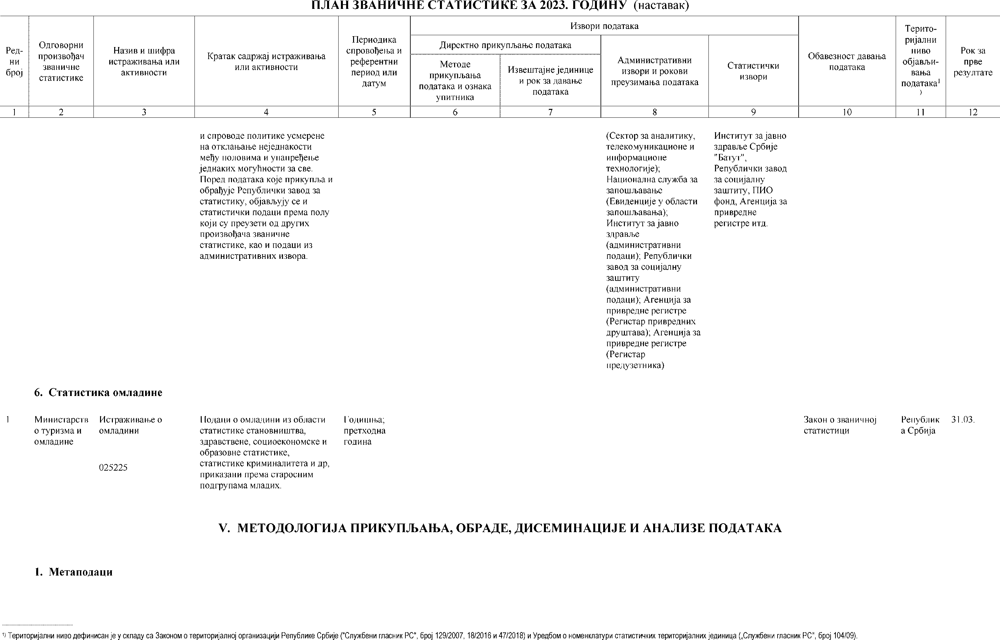 ПЛАН ЗВАНИЧНЕ СТАТИСТИКЕ ЗА 2023. ГОДИНУ (наставак)
Ред-
ни
број
Одговорни
произвођач
званичне
статистике
Назив и шифра
истраживања или
активности
Кратак садржај истраживања
или активности
Периодика
спровођења и
референтни
период или
датум
Извори података
Директно прикупљање података
Методе
прикупљања
података и ознака
упитника
Извештајне јединице
и рок за давање
података
Административни
извори и рокови
преузимања података
Статистички
извори
Обавезност давања
података
Терито-
ријални
ниво
објављи-
вања
података¹
)
Рок за
прве
резултате
1 2 3 4 5 6 7 8 9 10 11 12
и спроводе политике усмерене
на отклањање неједнакости
међу половима и унапређење
једнаких могућности за све.
Поред података које прикупља и
обрађује Републички завод за
статистику, објављују се и
статистички подаци према полу
који су преузети од других
произвођача званичне
статистике, као и подаци из
административних извора.
(Сектор за аналитику,
телекомуникационе и
информационе
технологије);
Национална служба за
запошљавање
(Евиденције у области
запошљавања);
Институт за јавно
здравље
(административни
подаци); Републички
завод за социјалну
заштиту
(административни
подаци); Агенција за
привредне регистре
(Регистар привредних
друштава); Агенција за
привредне регистре
(Регистар
предузетника)
Институт за јавно
здравље Србије
"Батут",
Републички завод
за социјалну
заштиту, ПИО
фонд, Агенција за
привредне
регистре итд.
6. Статистика омладине
1
Министарств
о туризма и
омладине
Истраживање о
омладини
025225
Подаци о омладини из области
статистике становништва,
здравствене, социоекономске и
образовне статистике,
статистике криминалитета и др,
приказани према старосним
подгрупама младих.
Годишња;
претходна
година
Закон о званичној
статистици
Републик
а Србија
31.03.
V. МЕТОДОЛОГИЈА ПРИКУПЉАЊА, ОБРАДЕ, ДИСЕМИНАЦИЈЕ И АНАЛИЗЕ ПОДАТАКА
1. Метаподаци
¹⁾ Територијални ниво дефинисан је у складу са Законом о територијалној организацији Републике Србије ("Службени гласник РС", број 129/2007, 18/2016 и 47/2018) и Уредбом о номенклатури статистичких територијалних јединица („Службени гласник РС", број 104/09).